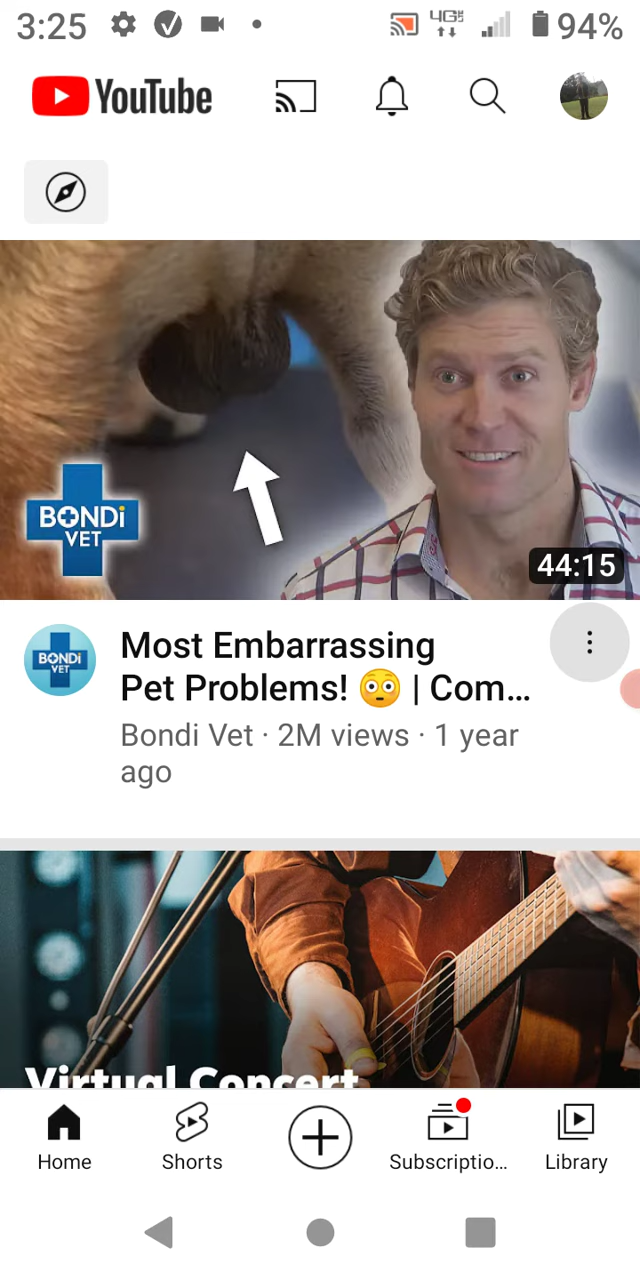 3:25
4GE
94%
YouTube
BONDi
VET
44:15
BONDi
VET
Most Embarrassing
Pet Problems! 😳 | Com...
Bondi Vet · 2M views · 1 year
ago
Virtual Concert
Home
Shorts
Subscriptio...
Library